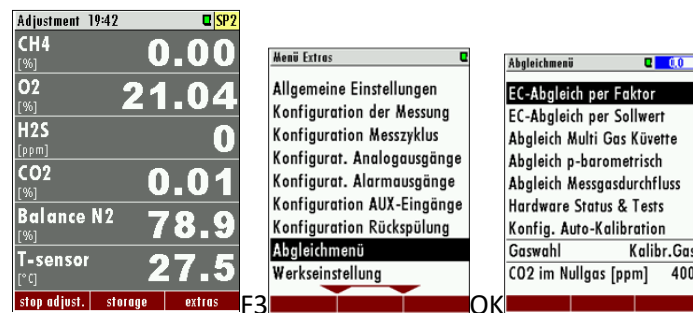 Adjustment 19:42 SP2
CH4 [%] 0.00
O2 [%] 21.04
H2S [ppm] 0
CO2 [%] 0.01
Balance N2 [%] 78.9
T-sensor [°C] 27.5
stop adjust. storage extras
F3
Menü Extras
Allgemeine Einstellungen
Konfiguration der Messung
Konfiguration Messzyklus
Konfigurat. Analogausgänge
Konfigurat. Alarmausgänge
Konfiguration AUX-Eingänge
Konfiguration Rückspülung
Abgleichmenü
Werkseinstellung
OK
Abgleichmenü 0.0
EC-Abgleich per Faktor
EC-Abgleich per Sollwert
Abgleich Multi Gas Küvette
Abgleich p-barometrisch
Abgleich Messgasdurchfluss
Hardware Status & Tests
Konfig. Auto-Kalibration
Gaswahl Kalibr.Gas
CO2 im Nullgas [ppm] 400